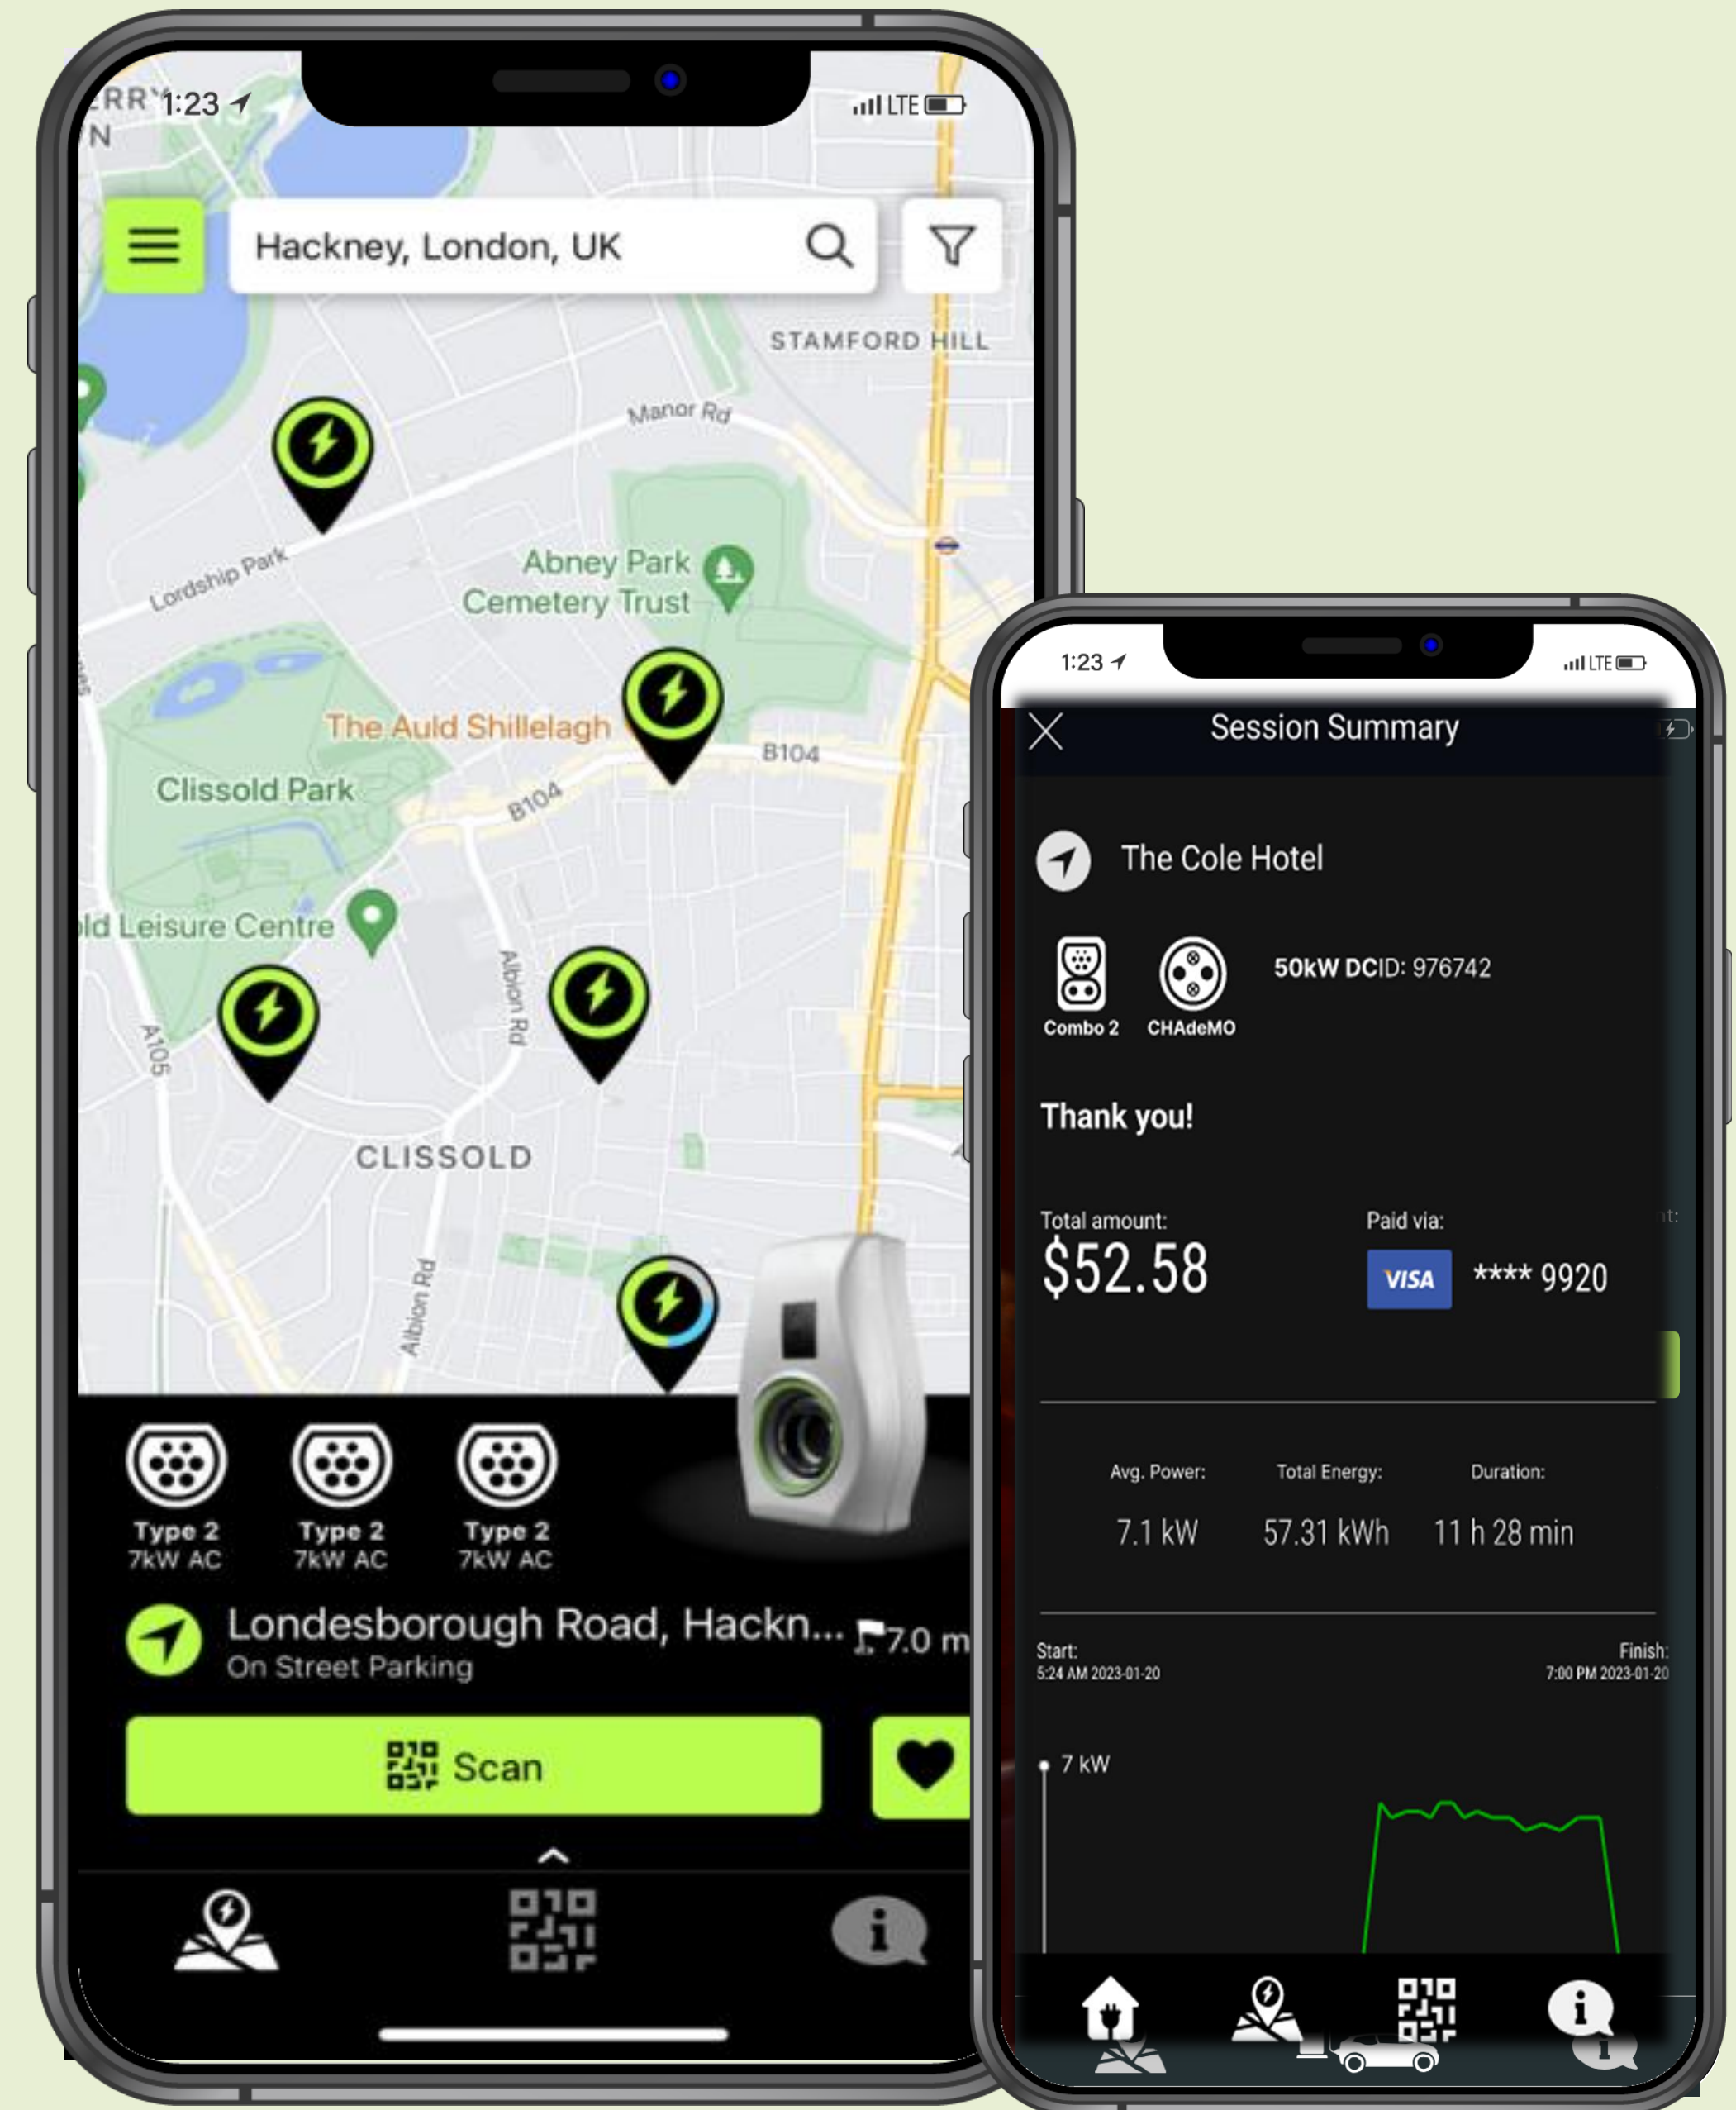 1:23
LTE
N
Hackney, London, UK
STAMFORD HILL
Manor Rd
Lordship Park
Abney Park
Cemetery Trust
The Auld Shillelagh
B104
B104
Clissold Park
ld Leisure Centre
Albion Rd
A105
CLISSOLD
Albion Rd
Type 2
7kW AC
Type 2
7kW AC
Type 2
7kW AC
Londesborough Road, Hackn... 7.0 m
On Street Parking
Scan
1:23
LTE
Session Summary
The Cole Hotel
50kW DCID: 976742
Combo 2
CHAdeMO
Thank you!
Total amount:
$52.58
Paid via:
VISA **** 9920
Avg. Power: Total Energy: Duration:
7.1 kW 57.31 kWh 11 h 28 min
Start: Finish:
5:24 AM 2023-01-20 7:00 PM 2023-01-20
7 kW